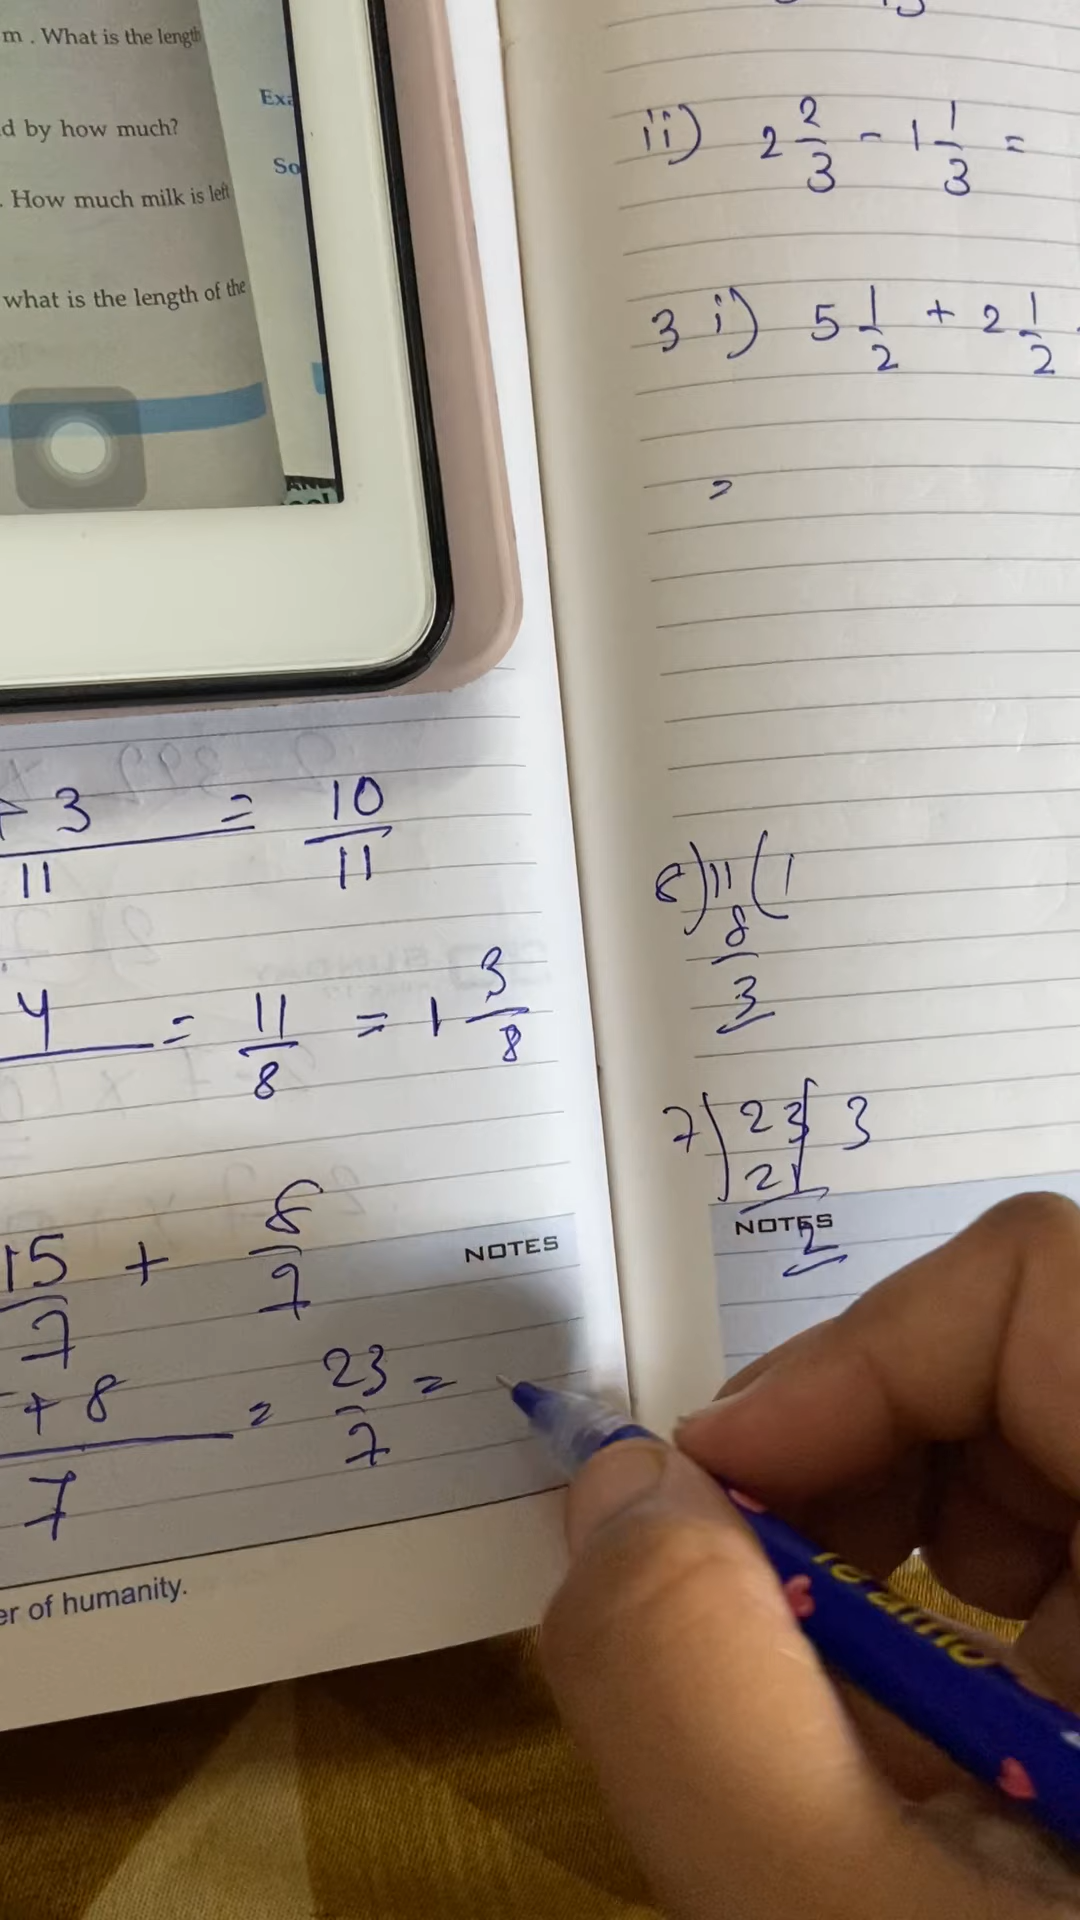 m . What is the length
d by how much?
. How much milk is left
what is the length of the
Exa
So
+ 3 / 11 = 10/11
4 = 11/8 = 1 3/8
15/7 + 8/7
+ 8 / 7 = 23/7 =
NOTES
er of humanity.
ii) 2 2/3 - 1 1/3 =
3 i) 5 1/2 + 2 1/2
=
8)11(1
8
3
7)23(3
21
2
NOTES